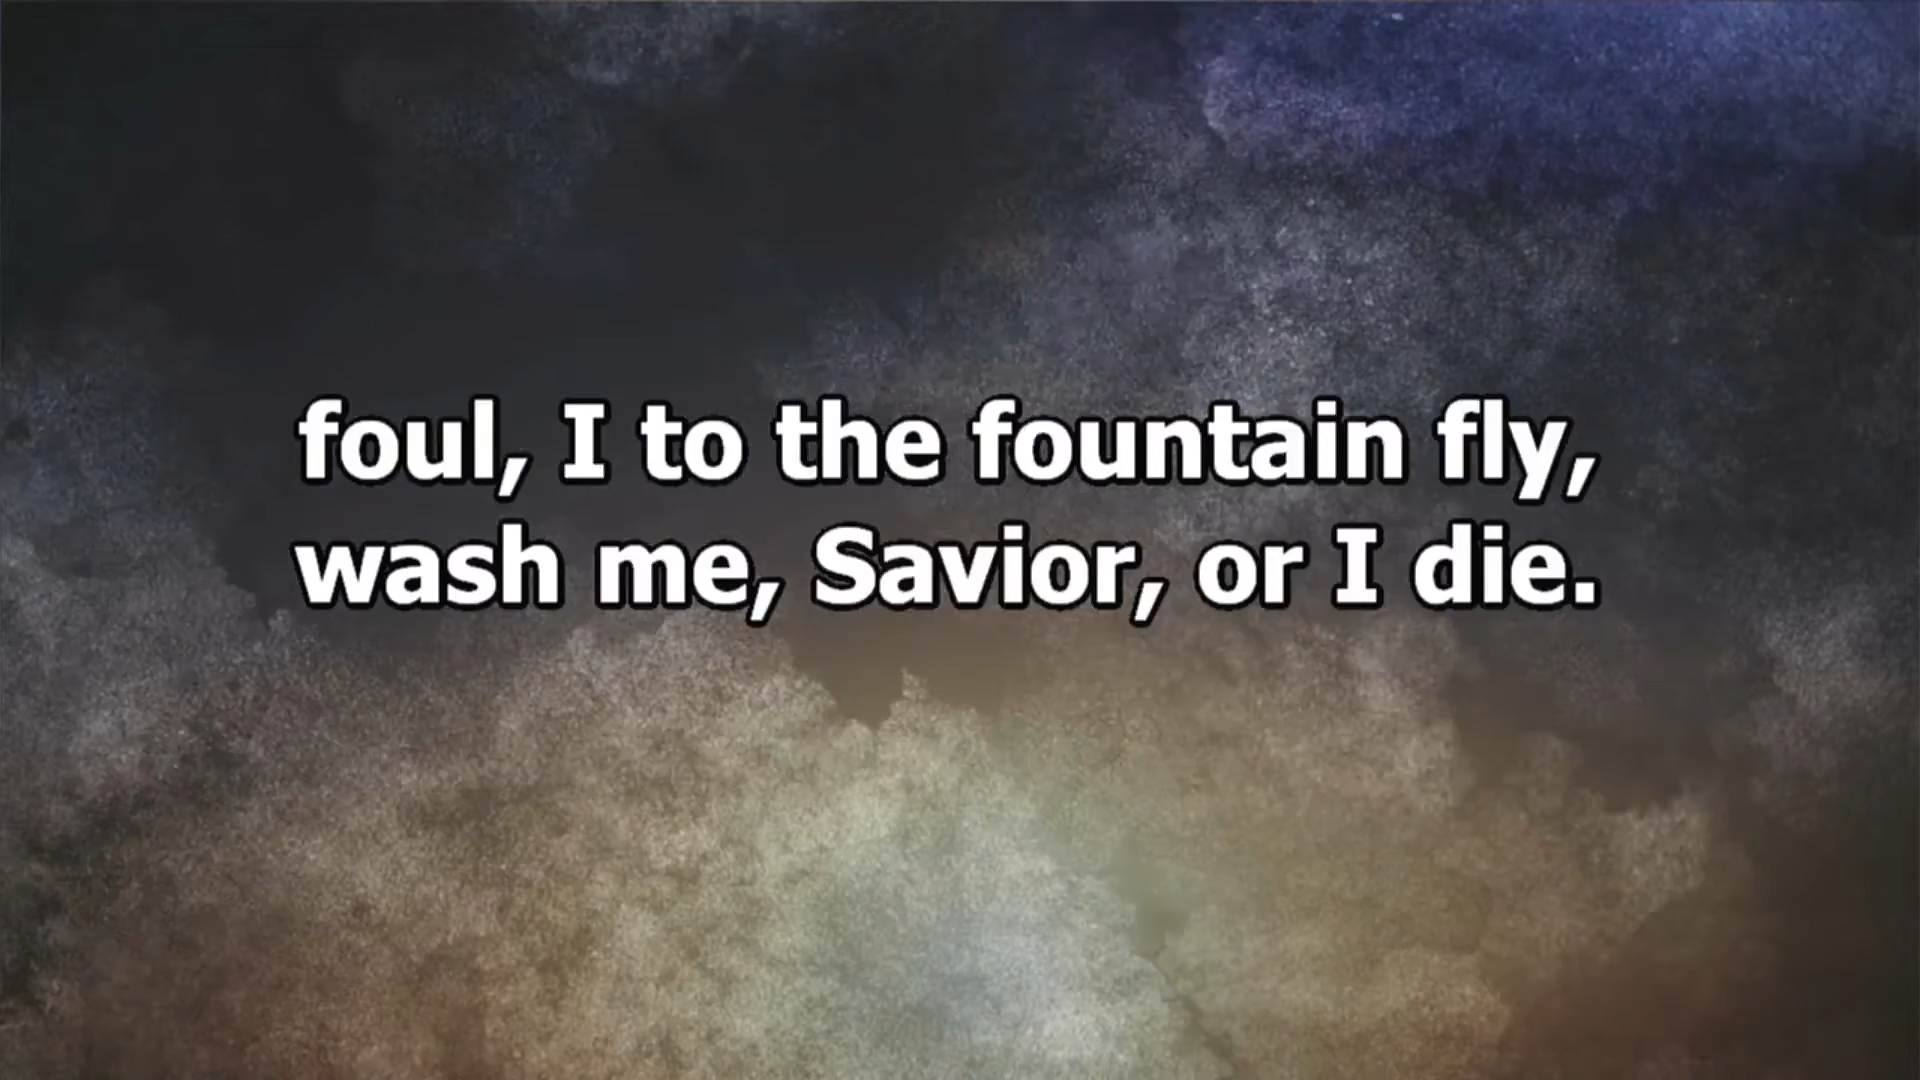 foul, I to the fountain fly,
wash me, Savior, or I die.